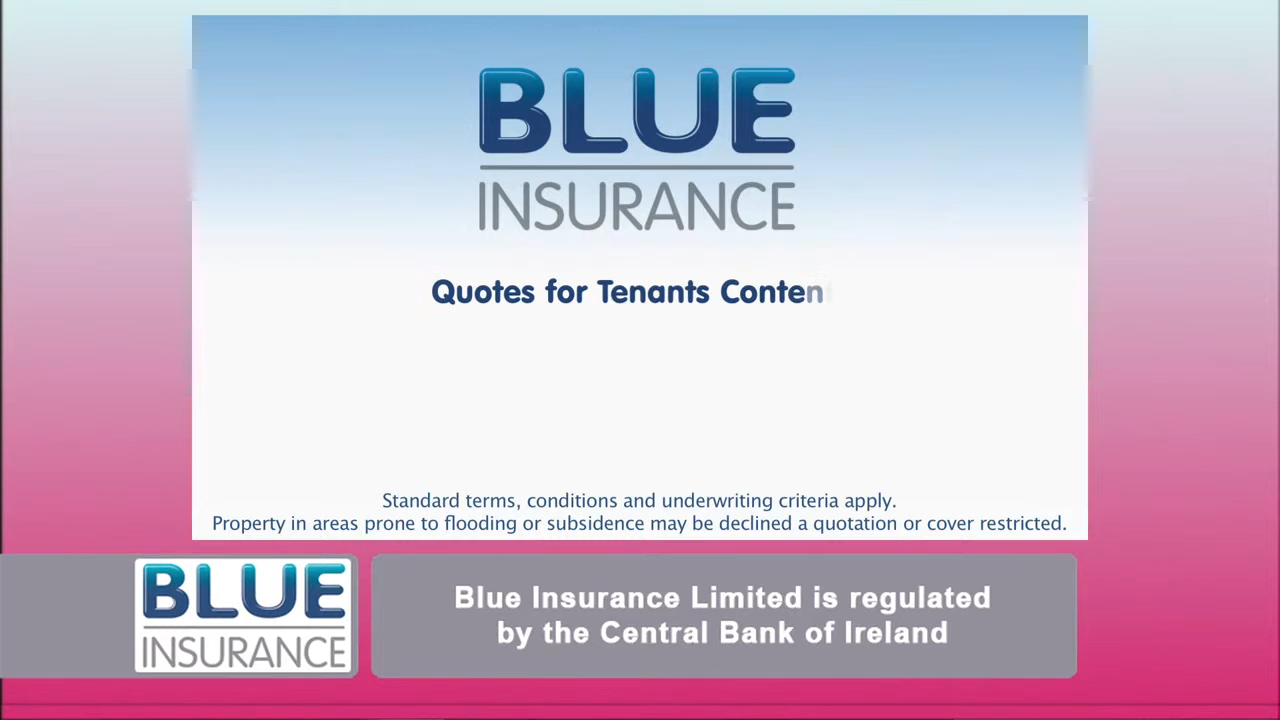 BLUE
INSURANCE
Quotes for Tenants Conten
Standard terms, conditions and underwriting criteria apply.
Property in areas prone to flooding or subsidence may be declined a quotation or cover restricted.
BLUE
INSURANCE
Blue Insurance Limited is regulated
by the Central Bank of Ireland